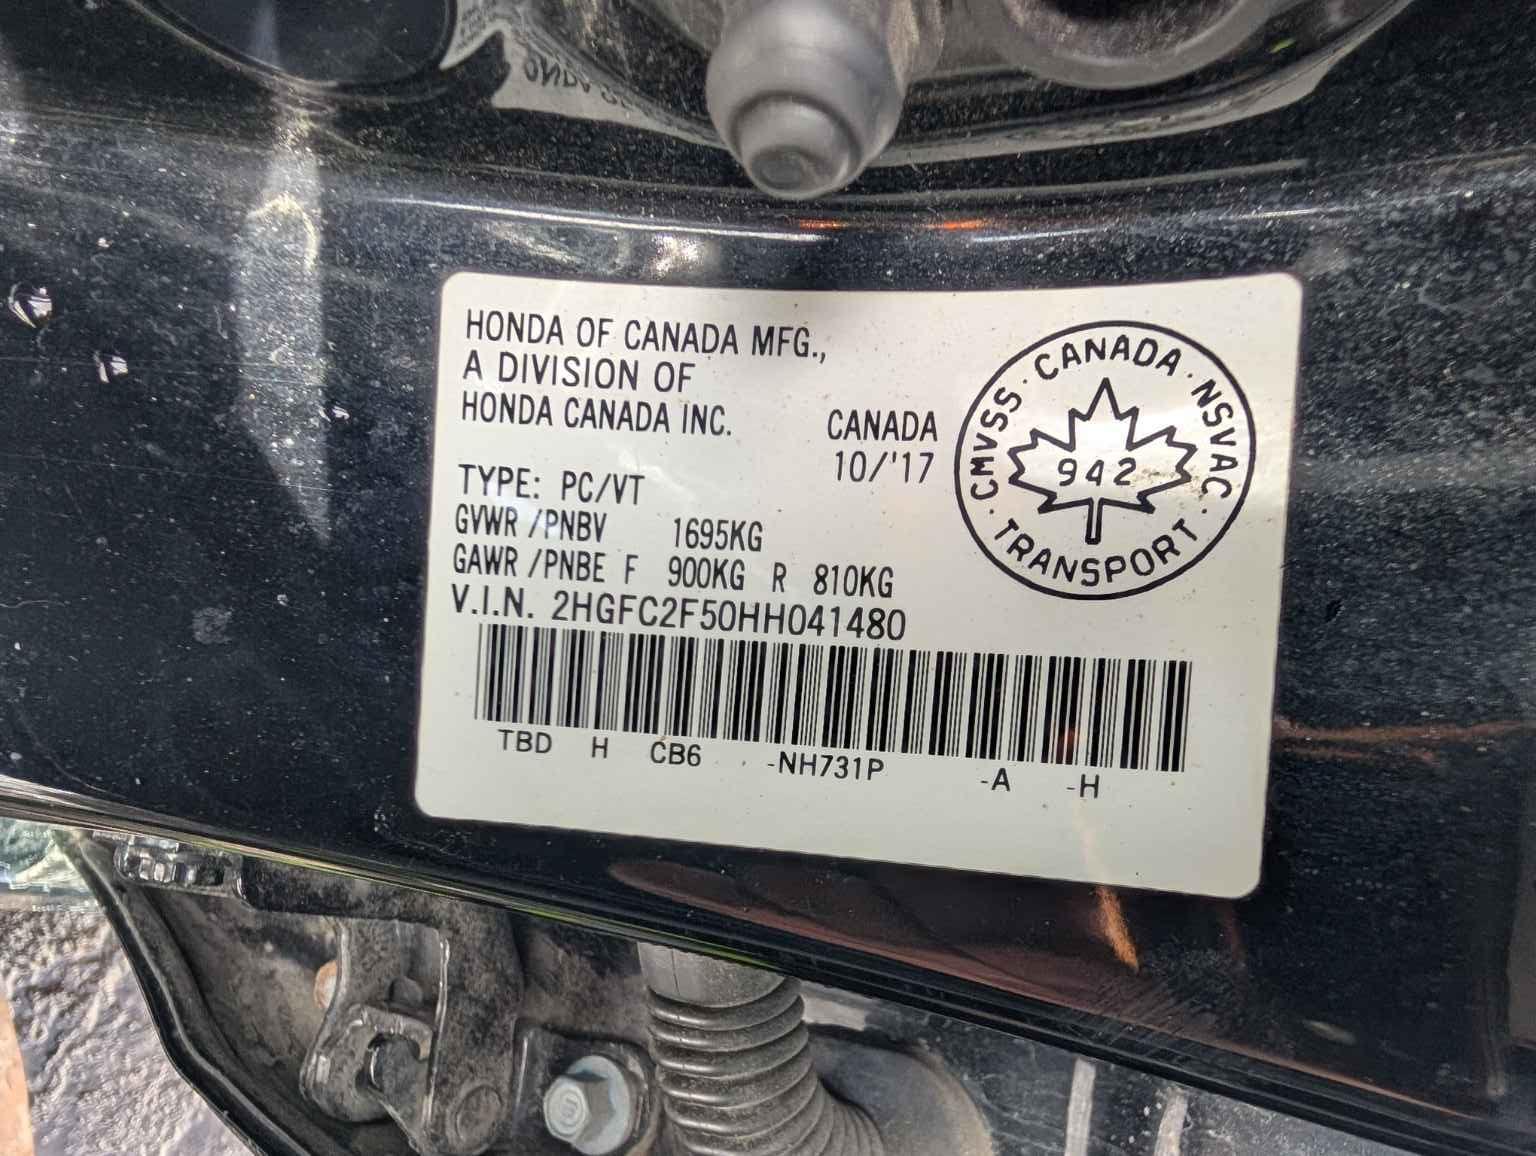 HONDA OF CANADA MFG.,
A DIVISION OF
HONDA CANADA INC.
CANADA
10/'17
CMVSS · CANADA · NSVAC · TRANSPORT ·
942
TYPE: PC/VT
GVWR /PNBV 1695KG
GAWR /PNBE F 900KG R 810KG
V.I.N. 2HGFC2F50HH041480
TBD H CB6 -NH731P -A -H